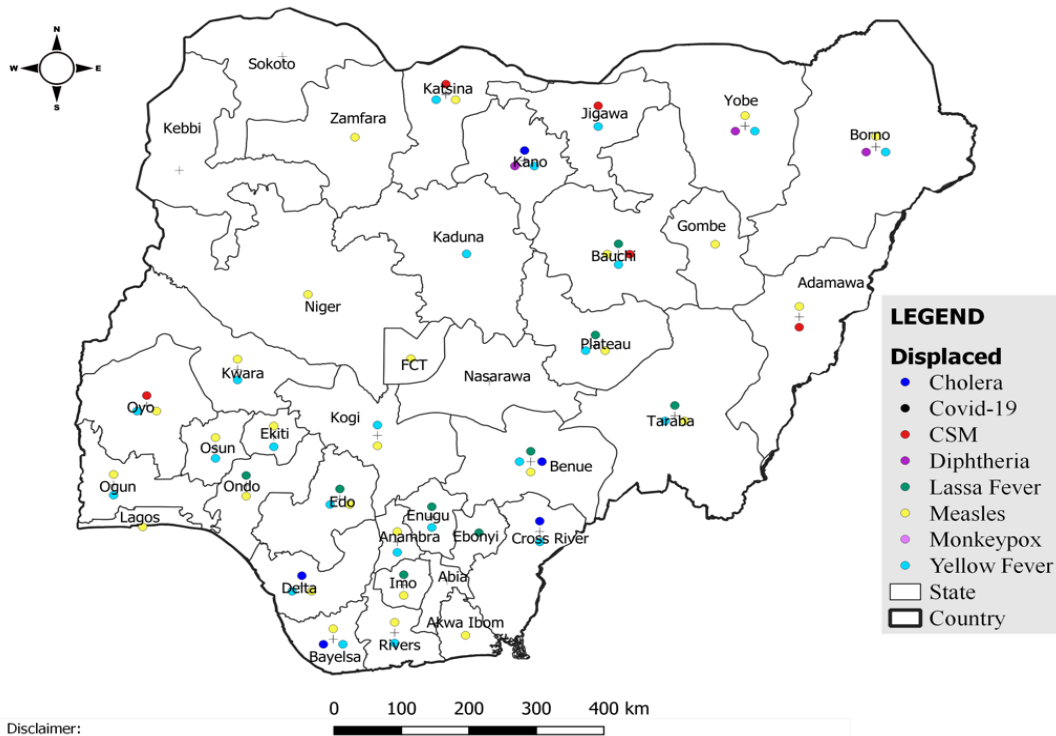 N
W E
S
Sokoto
Katsina
Kebbi
Zamfara
Jigawa
Yobe
Borno
Kano
Kaduna
Bauchi
Gombe
Adamawa
Niger
Plateau
FCT
Nasarawa
Kwara
Oyo
Kogi
Taraba
Osun
Ekiti
Benue
Ogun
Ondo
Edo
Lagos
Enugu
Anambra
Ebonyi
Cross River
Delta
Imo
Abia
Akwa Ibom
Bayelsa
Rivers
LEGEND
Displaced
Cholera
Covid-19
CSM
Diphtheria
Lassa Fever
Measles
Monkeypox
Yellow Fever
State
Country
0 100 200 300 400 km
Disclaimer: